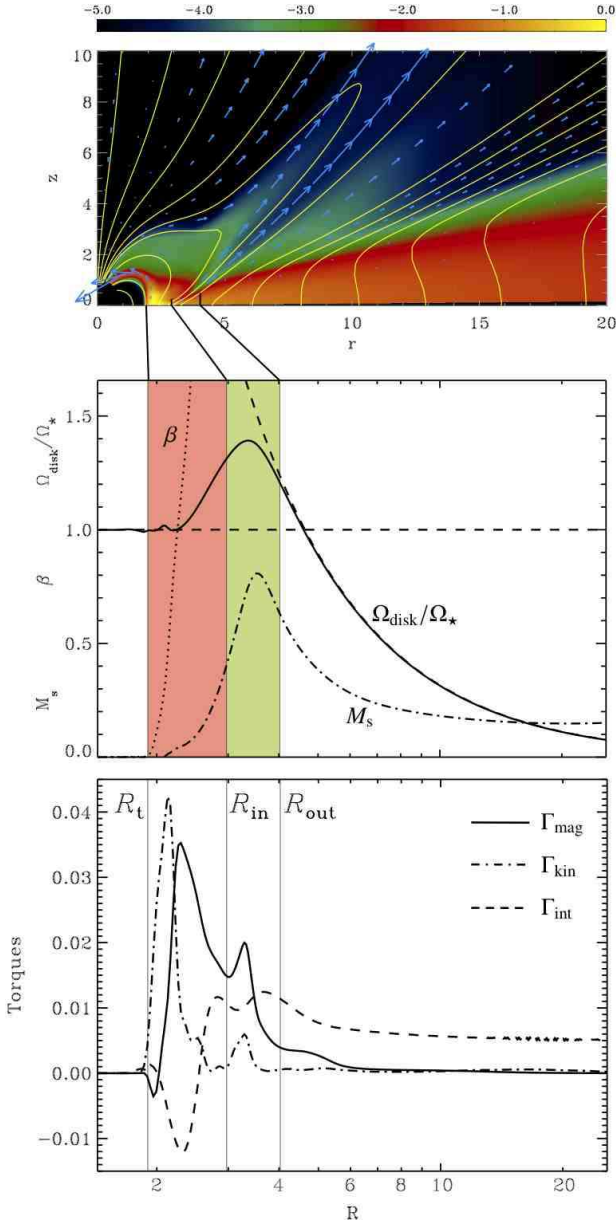 -5.0 -4.0 -3.0 -2.0 -1.0 0.0
10
8
6
z
4
2
0
0 5 10 15 20
r
1.5
Ω_disk/Ω_⋆
β
1.0
β
Ω_disk/Ω_⋆
0.5
M_s
M_s
0.0
R_t R_in R_out
0.04
Γ_mag
Γ_kin
0.03
Γ_int
0.02
Torques
0.01
0.00
-0.01
2 4 6 8 10 20
R